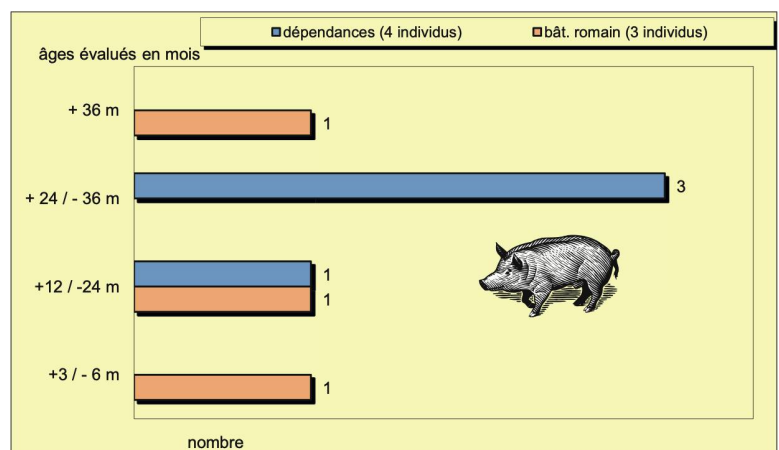 dépendances (4 individus) bât. romain (3 individus)
âges évalués en mois
+ 36 m
1
3
+ 24 / - 36 m
1
+12 / -24 m
1
+3 / - 6 m
1
nombre